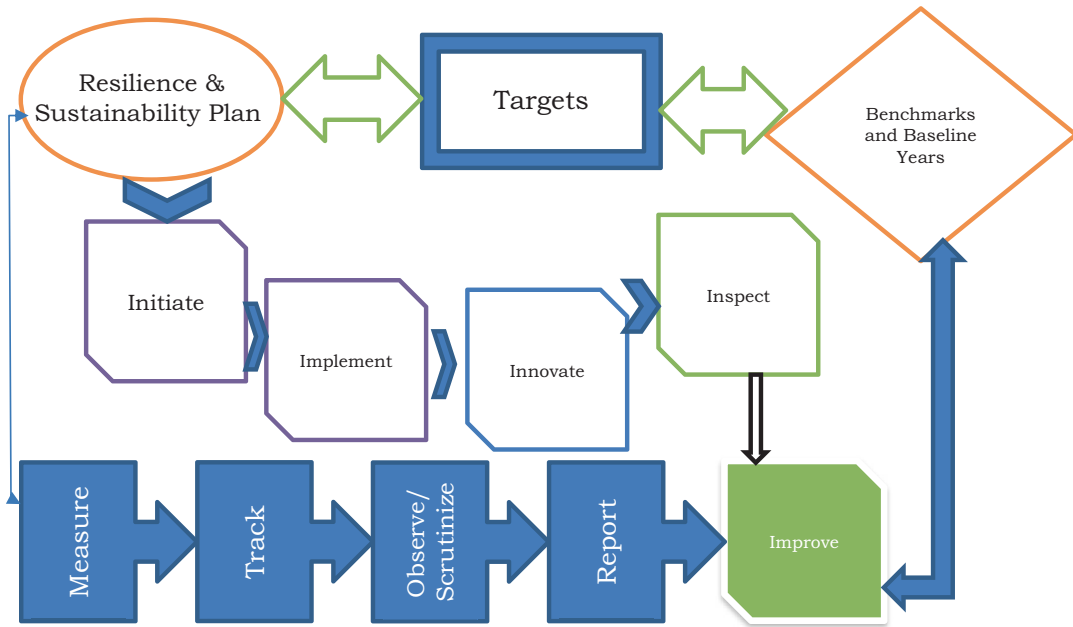 Resilience &
Sustainability Plan
Targets
Benchmarks
and Baseline
Years
Initiate
Implement
Innovate
Inspect
Measure
Track
Observe/
Scrutinize
Report
Improve